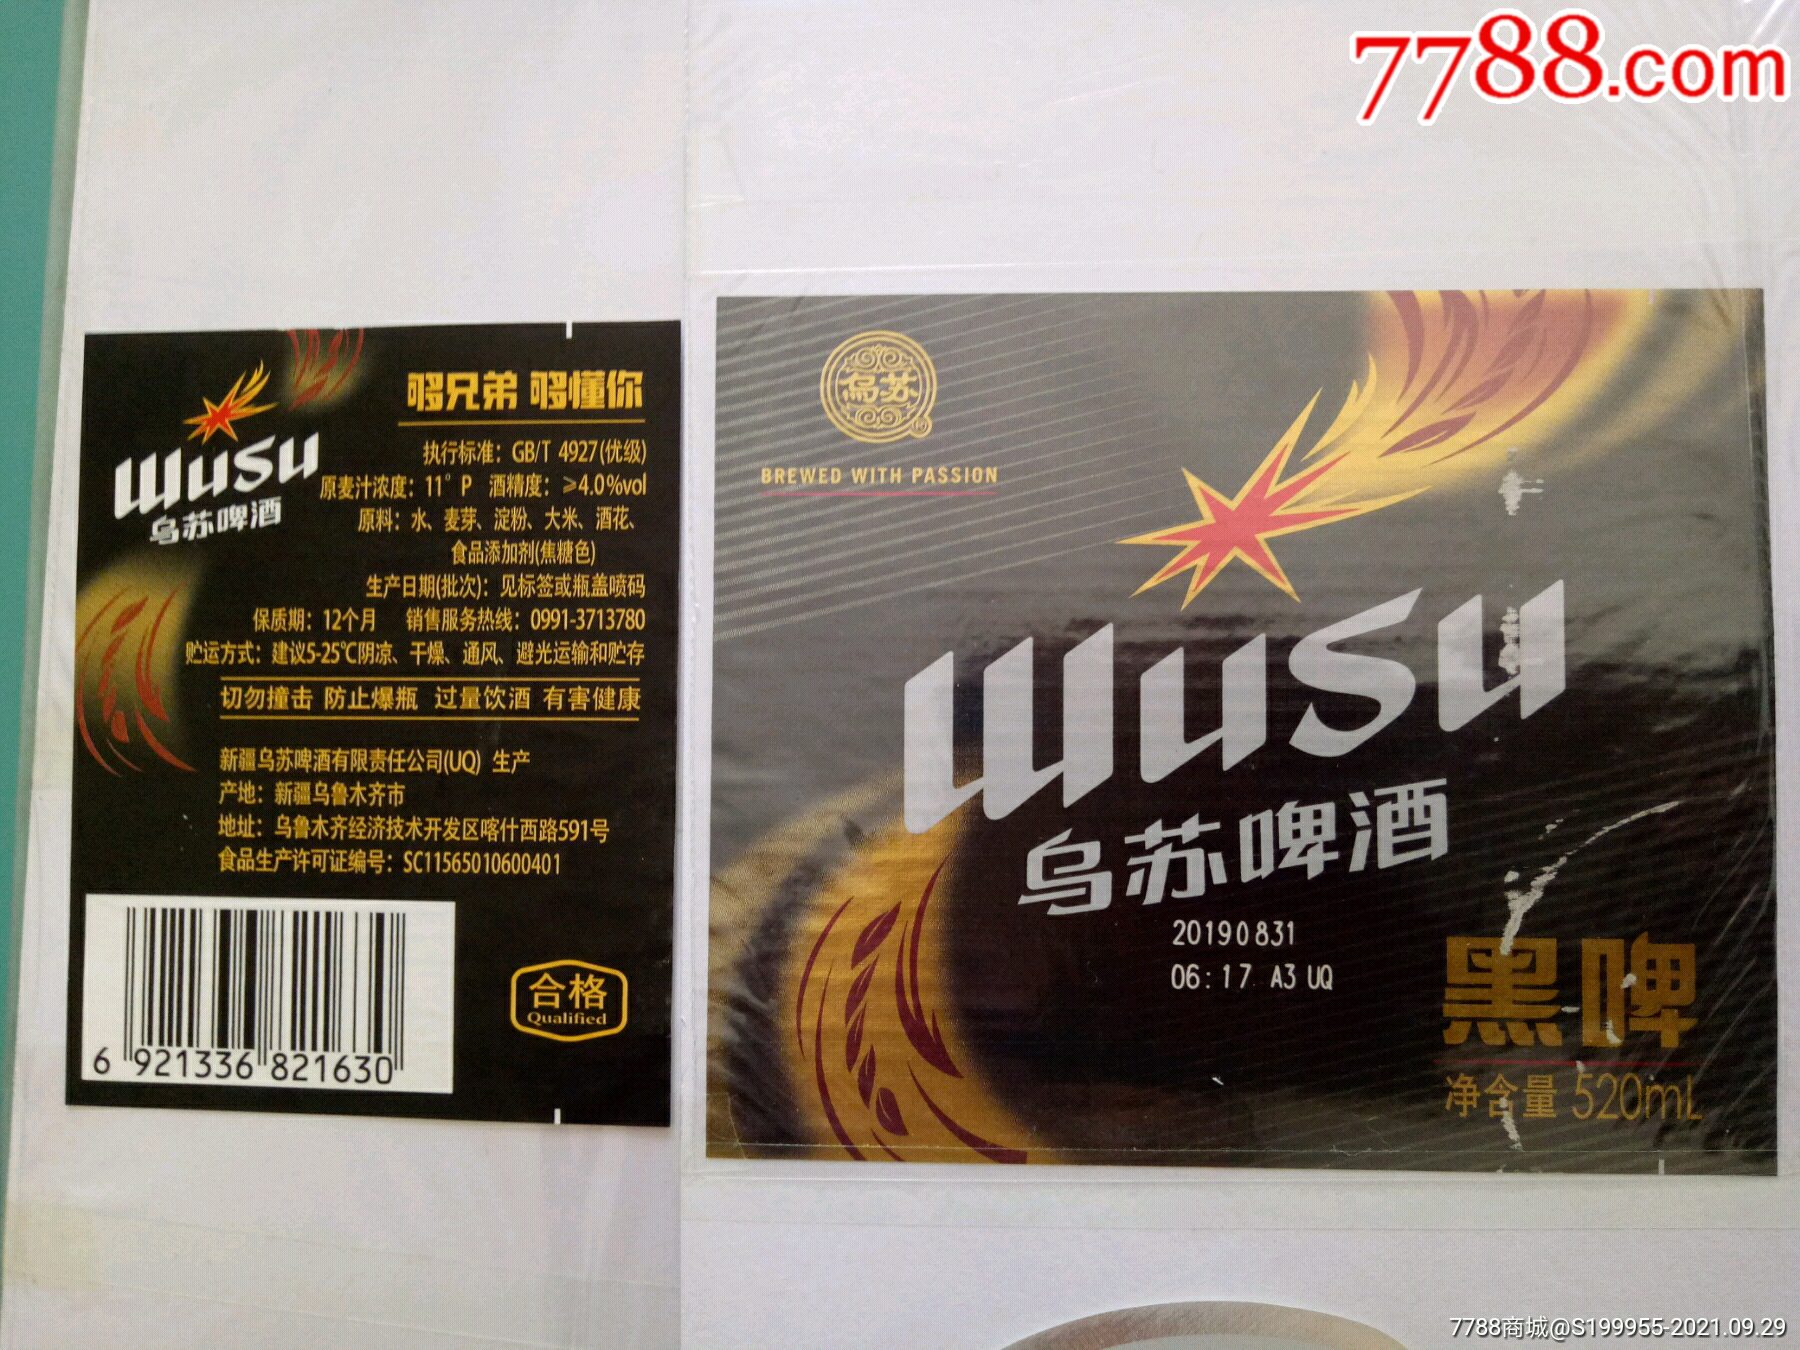 7788.com
wusu
乌苏啤酒
够兄弟 够懂你
执行标准：GB/T 4927(优级)
原麦汁浓度：11°P 酒精度：≥4.0%vol
原料：水、麦芽、淀粉、大米、酒花、
食品添加剂(焦糖色)
生产日期(批次)：见标签或瓶盖喷码
保质期：12个月 销售服务热线：0991-3713780
贮运方式：建议5-25℃阴凉、干燥、通风、避光运输和贮存
切勿撞击 防止爆瓶 过量饮酒 有害健康
新疆乌苏啤酒有限责任公司(UQ) 生产
产地：新疆乌鲁木齐市
地址：乌鲁木齐经济技术开发区喀什西路591号
食品生产许可证编号：SC11565010600401
6 921336 821630
合格
Qualified
乌苏
BREWED WITH PASSION
wusu
乌苏啤酒
20190831
06:17 A3 UQ
黑啤
净含量 520mL
7788商城@S199955-2021.09.29